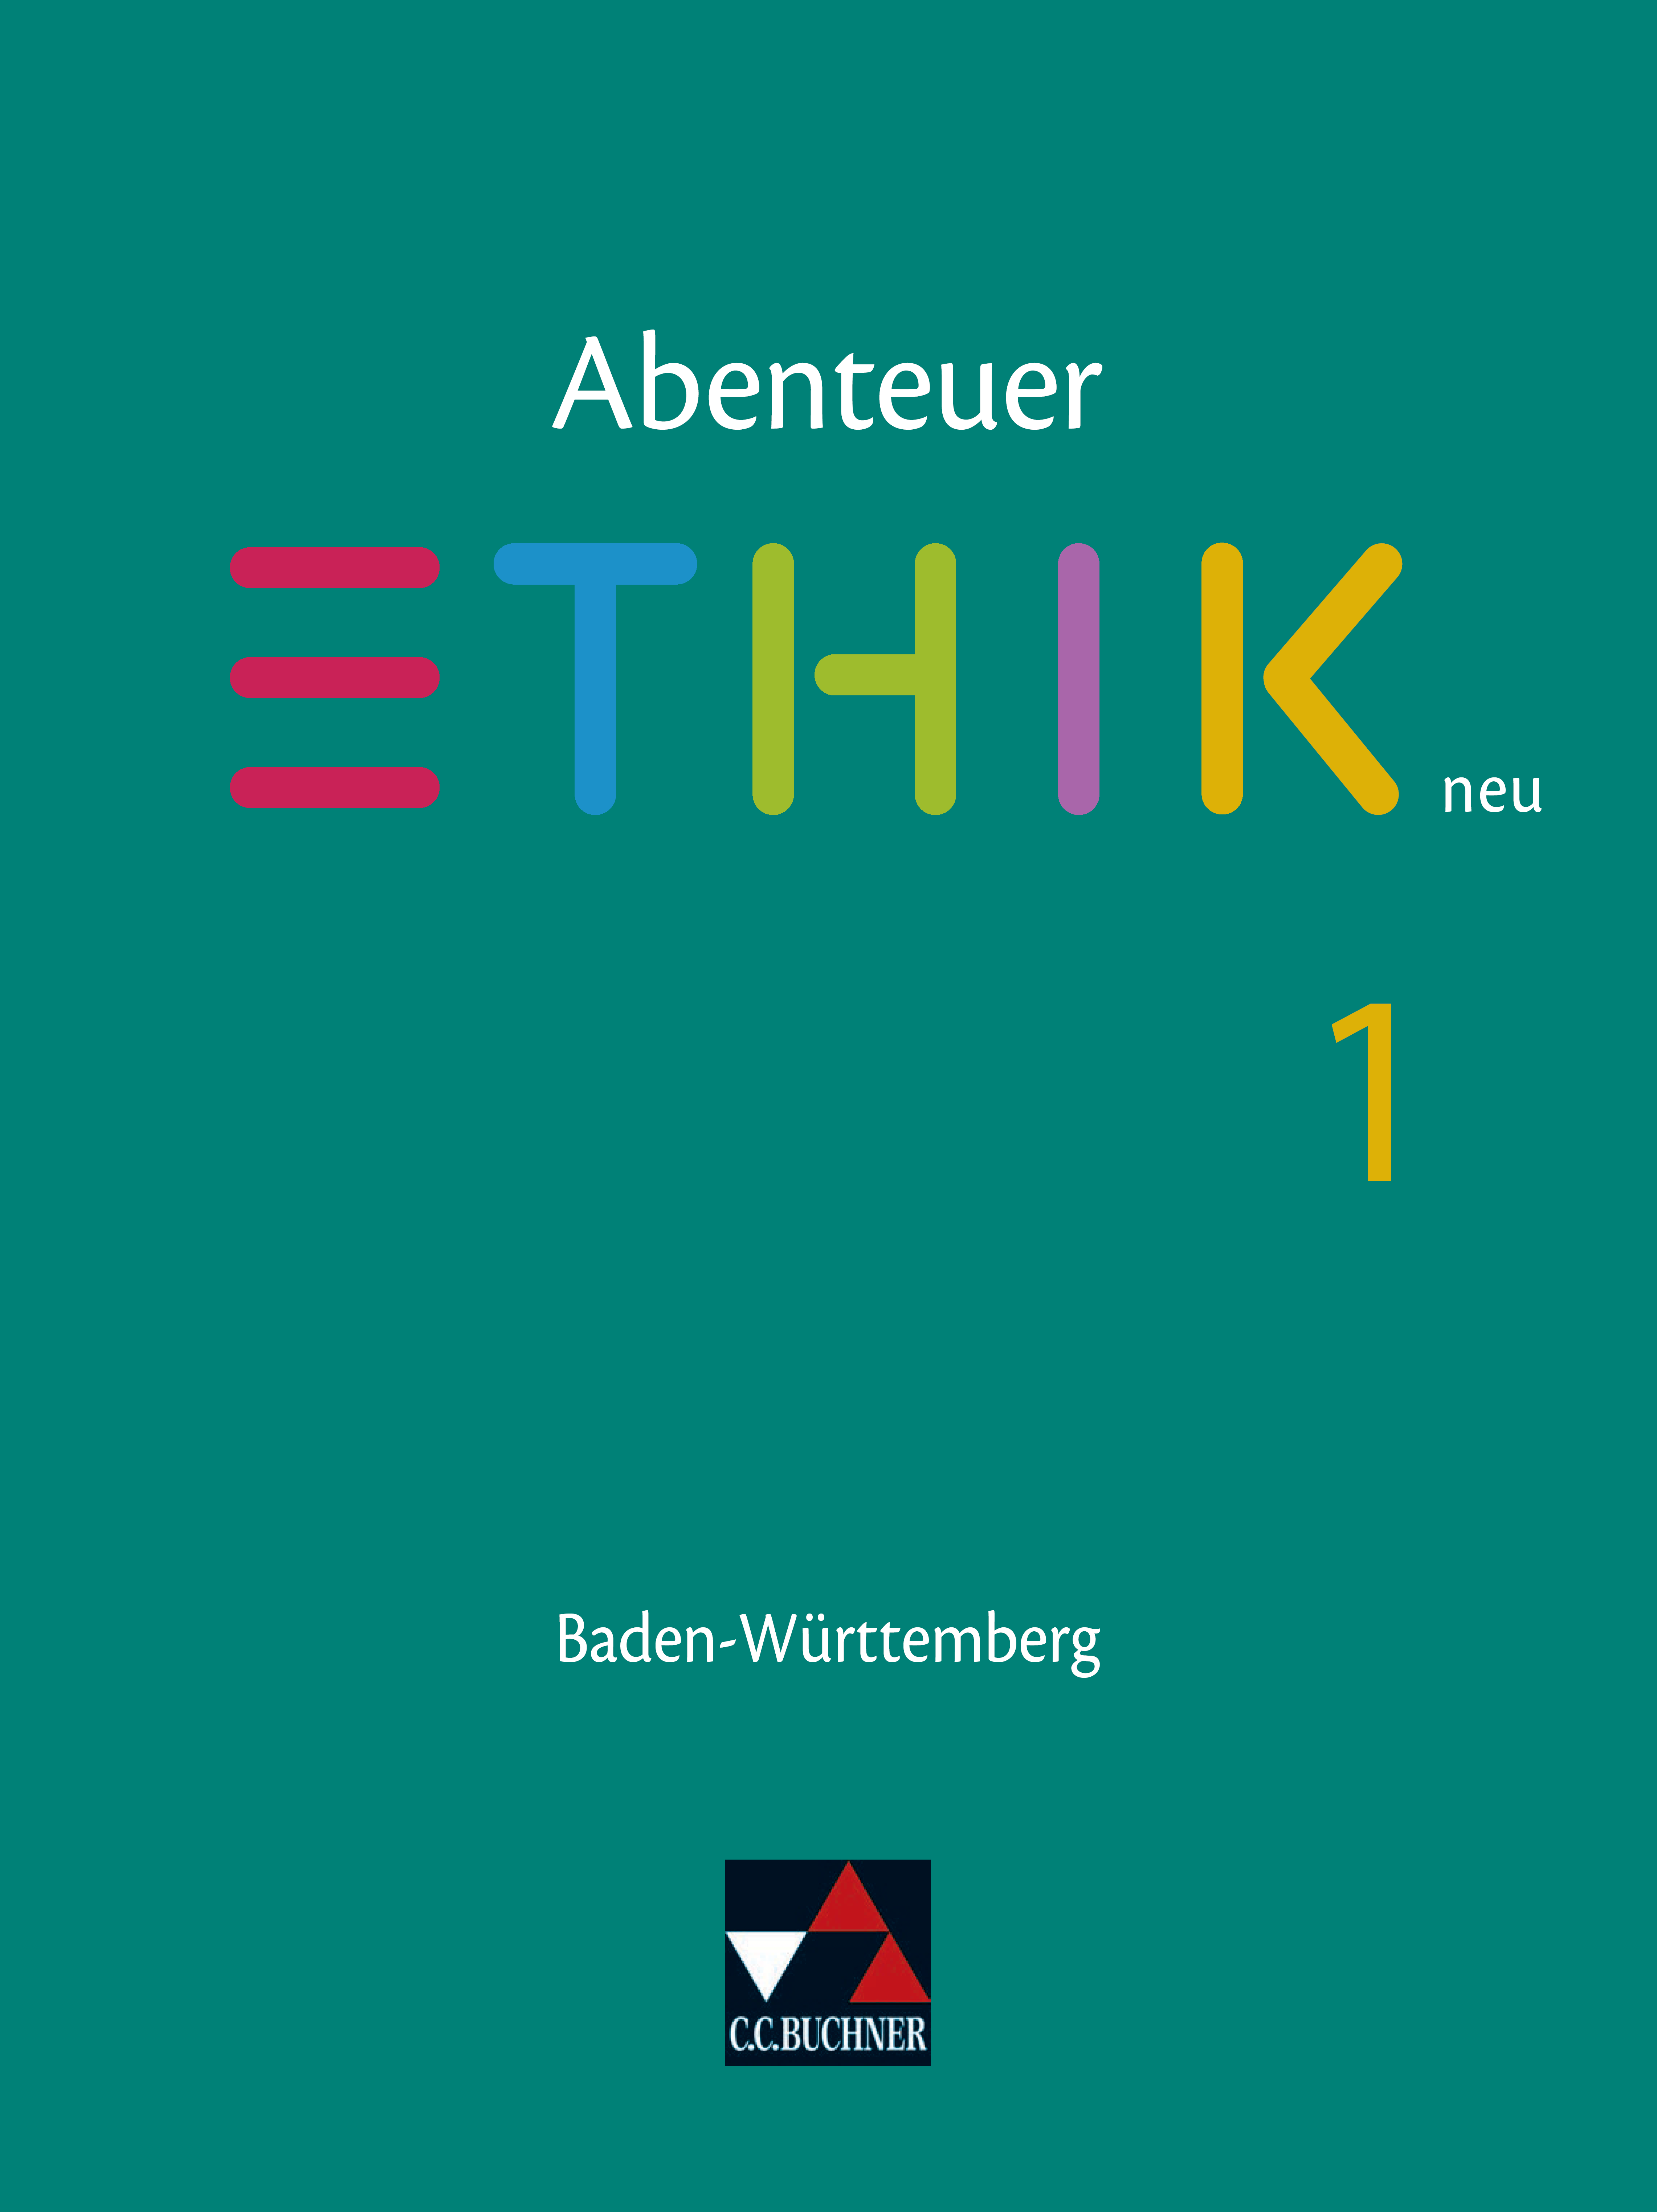 Abenteuer
ETHIK neu
1
Baden-Württemberg
C.C.BUCHNER